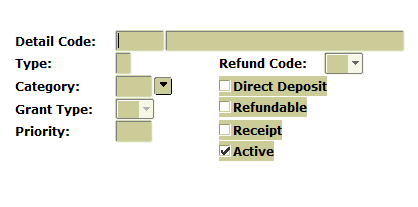 Detail Code:
Type: Refund Code:
Category: Direct Deposit
Grant Type: Refundable
Priority: Receipt
Active